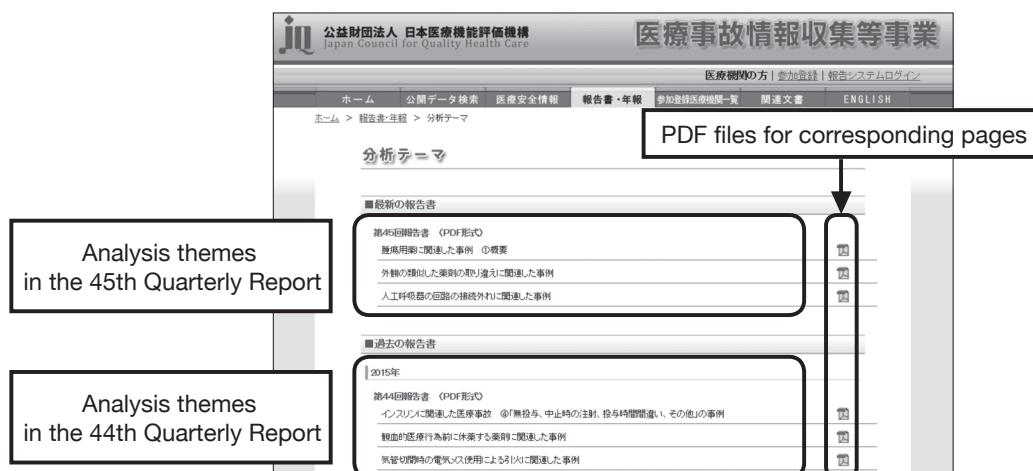 公益財団法人 日本医療機能評価機構
Japan Council for Quality Health Care
医療事故情報収集等事業
医療機関の方 | 参加登録 | 報告システムログイン
ホーム 公開データ検索 医療安全情報 報告書・年報 参加登録医療機関一覧 関連文書 ENGLISH
ホーム > 報告書・年報 > 分析テーマ
PDF files for corresponding pages
分析テーマ
■最新の報告書
Analysis themes
in the 45th Quarterly Report
第45回報告書 (PDF形式)
腫瘍用薬に関連した事例 ①概要
外観の類似した薬剤の取り違えに関連した事例
人工呼吸器の回路の接続外れに関連した事例
■過去の報告書
2015年
Analysis themes
in the 44th Quarterly Report
第44回報告書 (PDF形式)
インスリンに関連した医療事故 ④「無投与、中止時の注射、投与時間間違い、その他」の事例
観血的医療行為前に休薬する薬剤に関連した事例
気管切開時の電気メス使用による引火に関連した事例